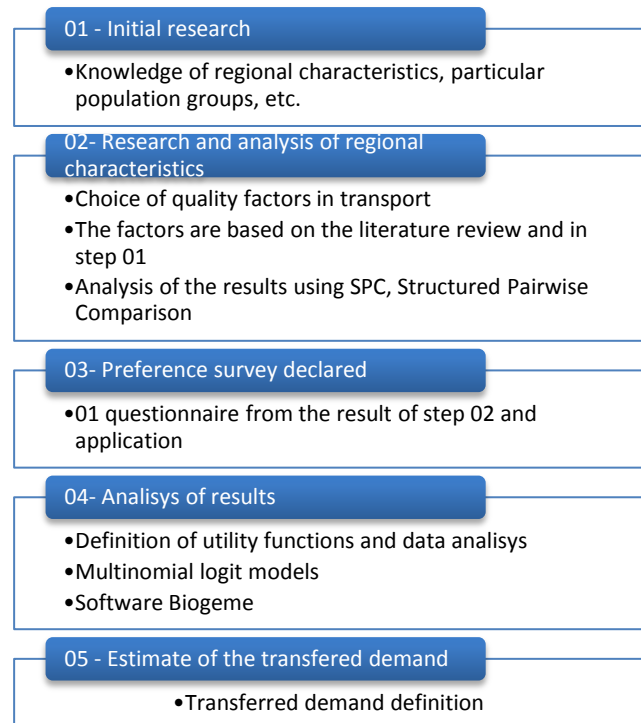 01 - Initial research
•Knowledge of regional characteristics, particular
population groups, etc.
02- Research and analysis of regional
characteristics
•Choice of quality factors in transport
•The factors are based on the literature review and in
step 01
•Analysis of the results using SPC, Structured Pairwise
Comparison
03- Preference survey declared
•01 questionnaire from the result of step 02 and
application
04- Analisys of results
•Definition of utility functions and data analisys
•Multinomial logit models
•Software Biogeme
05 - Estimate of the transfered demand
•Transferred demand definition